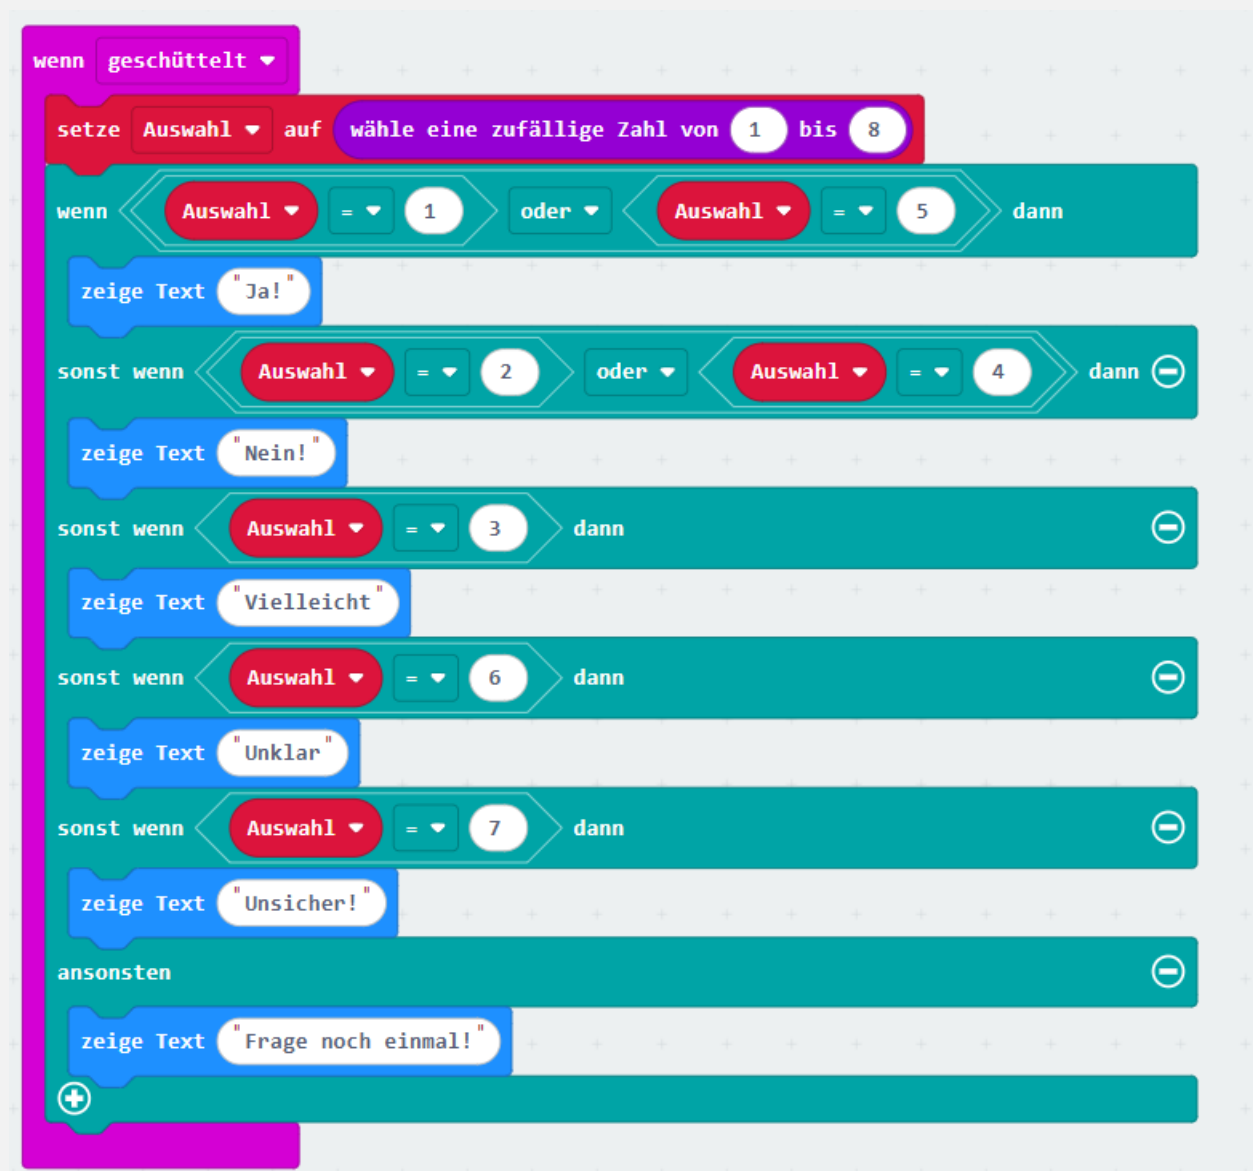 wenn geschüttelt
setze Auswahl auf wähle eine zufällige Zahl von 1 bis 8
wenn Auswahl = 1 oder Auswahl = 5 dann
zeige Text "Ja!"
sonst wenn Auswahl = 2 oder Auswahl = 4 dann
zeige Text "Nein!"
sonst wenn Auswahl = 3 dann
zeige Text "Vielleicht"
sonst wenn Auswahl = 6 dann
zeige Text "Unklar"
sonst wenn Auswahl = 7 dann
zeige Text "Unsicher!"
ansonsten
zeige Text "Frage noch einmal!"